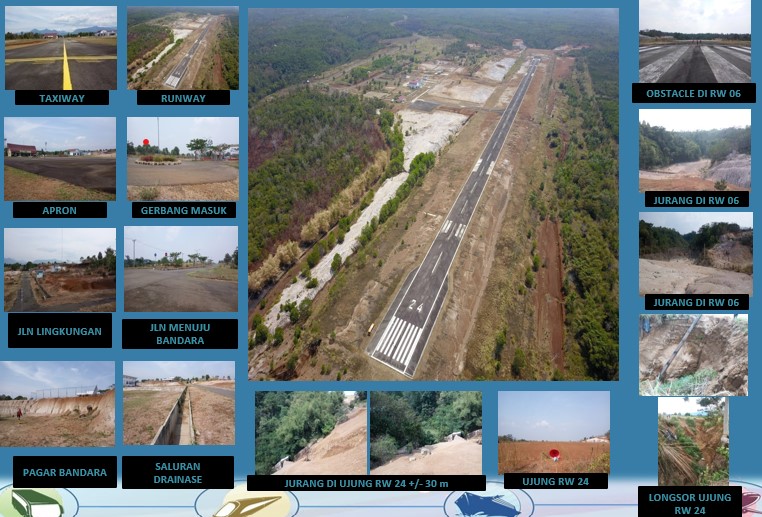 TAXIWAY
RUNWAY
APRON
GERBANG MASUK
JLN LINGKUNGAN
JLN MENUJU
BANDARA
PAGAR BANDARA
SALURAN
DRAINASE
24
JURANG DI UJUNG RW 24 +/- 30 m
UJUNG RW 24
OBSTACLE DI RW 06
JURANG DI RW 06
JURANG DI RW 06
LONGSOR UJUNG
RW 24